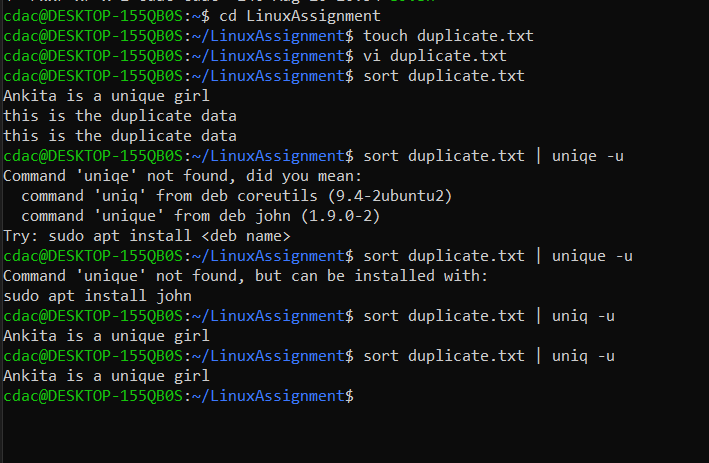 cdac@DESKTOP-155QB0S:~$ cd LinuxAssignment
cdac@DESKTOP-155QB0S:~/LinuxAssignment$ touch duplicate.txt
cdac@DESKTOP-155QB0S:~/LinuxAssignment$ vi duplicate.txt
cdac@DESKTOP-155QB0S:~/LinuxAssignment$ sort duplicate.txt
Ankita is a unique girl
this is the duplicate data
this is the duplicate data
cdac@DESKTOP-155QB0S:~/LinuxAssignment$ sort duplicate.txt | uniqe -u
Command 'uniqe' not found, did you mean:
  command 'uniq' from deb coreutils (9.4-2ubuntu2)
  command 'unique' from deb john (1.9.0-2)
Try: sudo apt install <deb name>
cdac@DESKTOP-155QB0S:~/LinuxAssignment$ sort duplicate.txt | unique -u
Command 'unique' not found, but can be installed with:
sudo apt install john
cdac@DESKTOP-155QB0S:~/LinuxAssignment$ sort duplicate.txt | uniq -u
Ankita is a unique girl
cdac@DESKTOP-155QB0S:~/LinuxAssignment$ sort duplicate.txt | uniq -u
Ankita is a unique girl
cdac@DESKTOP-155QB0S:~/LinuxAssignment$